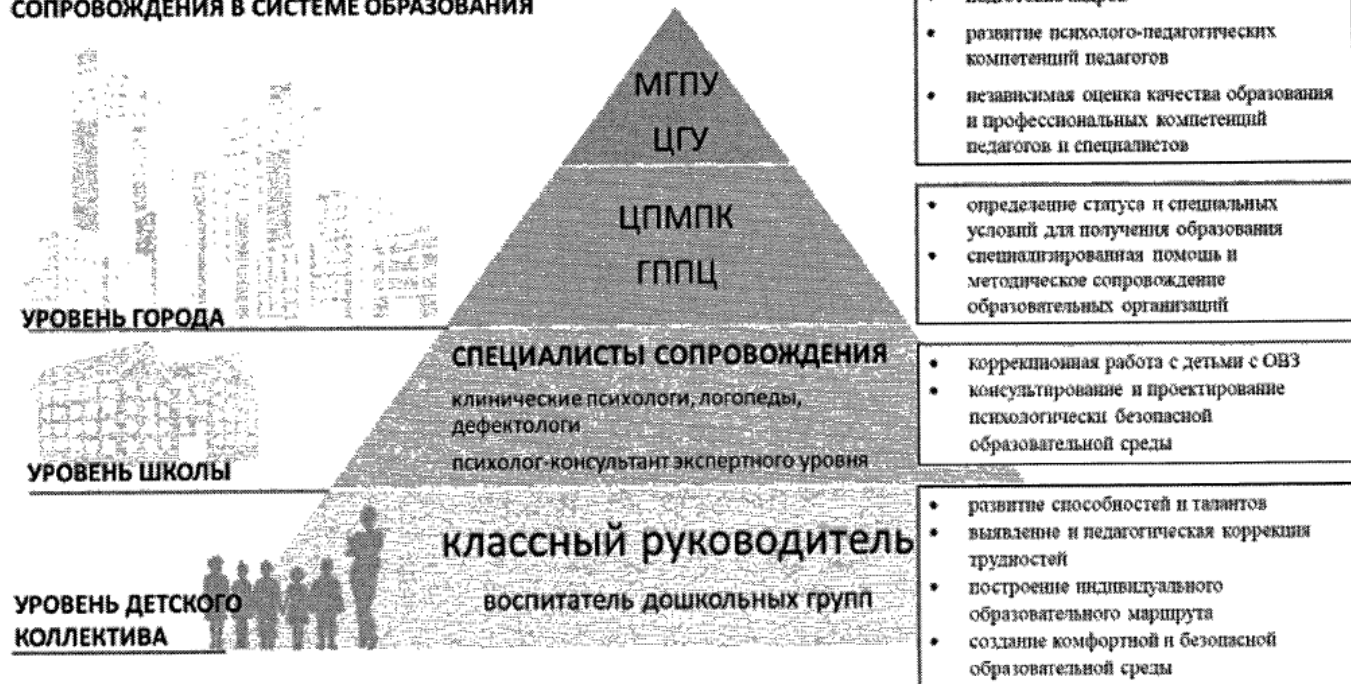 СОПРОВОЖДЕНИЯ В СИСТЕМЕ ОБРАЗОВАНИЯ
МГПУ
ЦГУ
развитие психолого-педагогических
компетенций педагогов
• независимая оценка качества образования
и профессиональных компетенций
педагогов и специалистов
УРОВЕНЬ ГОРОДА
ЦПМПК
ГППЦ
• определение статуса и специальных
условий для получения образования
• специализированная помощь и
методическое сопровождение
образовательных организаций
УРОВЕНЬ ШКОЛЫ
СПЕЦИАЛИСТЫ СОПРОВОЖДЕНИЯ
клинические психологи, логопеды,
дефектологи
психолог-консультант экспертного уровня
• коррекционная работа с детьми с ОВЗ
• консультирование и проектирование
психологически безопасной
образовательной среды
УРОВЕНЬ ДЕТСКОГО
КОЛЛЕКТИВА
классный руководитель
воспитатель дошкольных групп
• развитие способностей и талантов
• выявление и педагогическая коррекция
трудностей
• построение индивидуального
образовательного маршрута
• создание комфортной и безопасной
образовательной среды